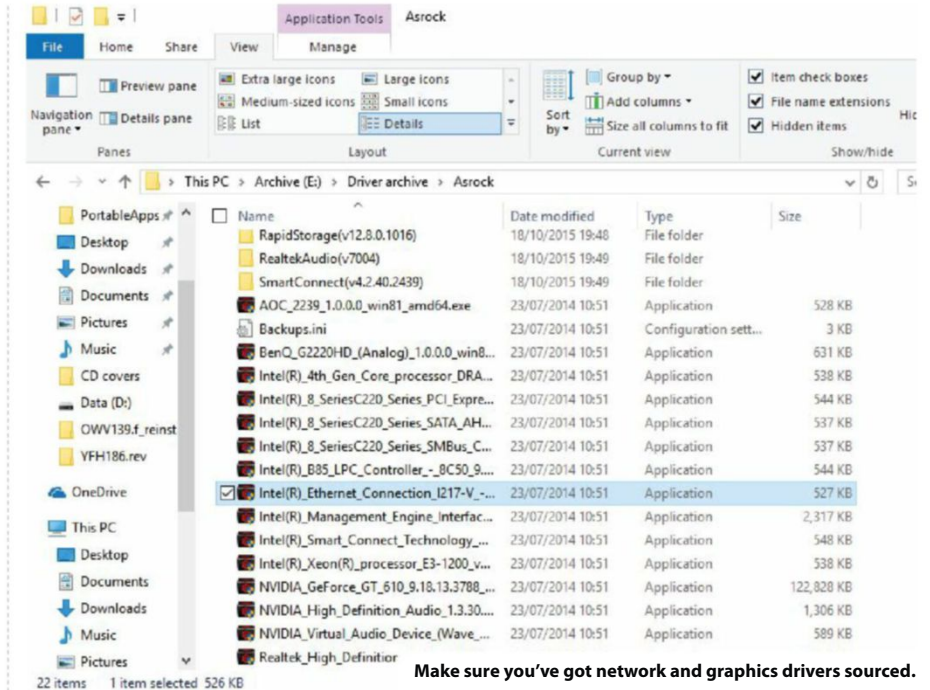 Application Tools Asrock
File Home Share View Manage
Navigation pane
Preview pane
Details pane
Panes
Extra large icons Large icons
Medium-sized icons Small icons
List Details
Layout
Sort by
Group by
Add columns
Size all columns to fit
Current view
Item check boxes
File name extensions
Hidden items
Show/hide
This PC > Archive (E:) > Driver archive > Asrock
PortableApps
Desktop
Downloads
Documents
Pictures
Music
CD covers
Data (D:)
OWV139.f_reinst
YFH186.rev
OneDrive
This PC
Desktop
Documents
Downloads
Music
Pictures
Name Date modified Type Size
RapidStorage(v12.8.0.1016) 18/10/2015 19:48 File folder
RealtekAudio(v7004) 18/10/2015 19:49 File folder
SmartConnect(v4.2.40.2439) 18/10/2015 19:49 File folder
AOC_2239_1.0.0.0_win81_amd64.exe 23/07/2014 10:51 Application 528 KB
Backups.ini 23/07/2014 10:51 Configuration sett... 3 KB
BenQ_G2220HD_(Analog)_1.0.0.0_win8... 23/07/2014 10:51 Application 631 KB
Intel(R)_4th_Gen_Core_processor_DRA... 23/07/2014 10:51 Application 538 KB
Intel(R)_8_SeriesC220_Series_PCI_Expre... 23/07/2014 10:51 Application 544 KB
Intel(R)_8_SeriesC220_Series_SATA_AH... 23/07/2014 10:51 Application 537 KB
Intel(R)_8_SeriesC220_Series_SMBus_C... 23/07/2014 10:51 Application 537 KB
Intel(R)_B85_LPC_Controller_-_8C50_9.... 23/07/2014 10:51 Application 544 KB
Intel(R)_Ethernet_Connection_I217-V_-... 23/07/2014 10:51 Application 527 KB
Intel(R)_Management_Engine_Interfac... 23/07/2014 10:51 Application 2,317 KB
Intel(R)_Smart_Connect_Technology_... 23/07/2014 10:51 Application 548 KB
Intel(R)_Xeon(R)_processor_E3-1200_v... 23/07/2014 10:51 Application 538 KB
NVIDIA_GeForce_GT_610_9.18.13.3788_... 23/07/2014 10:51 Application 122,828 KB
NVIDIA_High_Definition_Audio_1.3.30.... 23/07/2014 10:51 Application 1,306 KB
NVIDIA_Virtual_Audio_Device_(Wave_... 23/07/2014 10:51 Application 589 KB
Realtek_High_Definition
22 items 1 item selected 526 KB
Make sure you've got network and graphics drivers sourced.